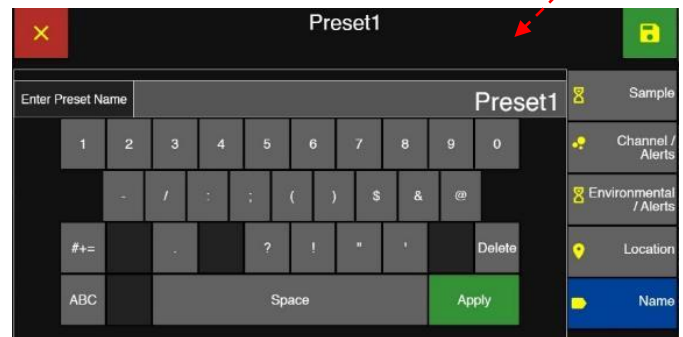 Preset1
Enter Preset Name Preset1
1 2 3 4 5 6 7 8 9 0
- / : ; ( ) $ & @
#+= . ? ! " ' Delete
ABC Space Apply
Sample
Channel /
Alerts
Environmental
/ Alerts
Location
Name